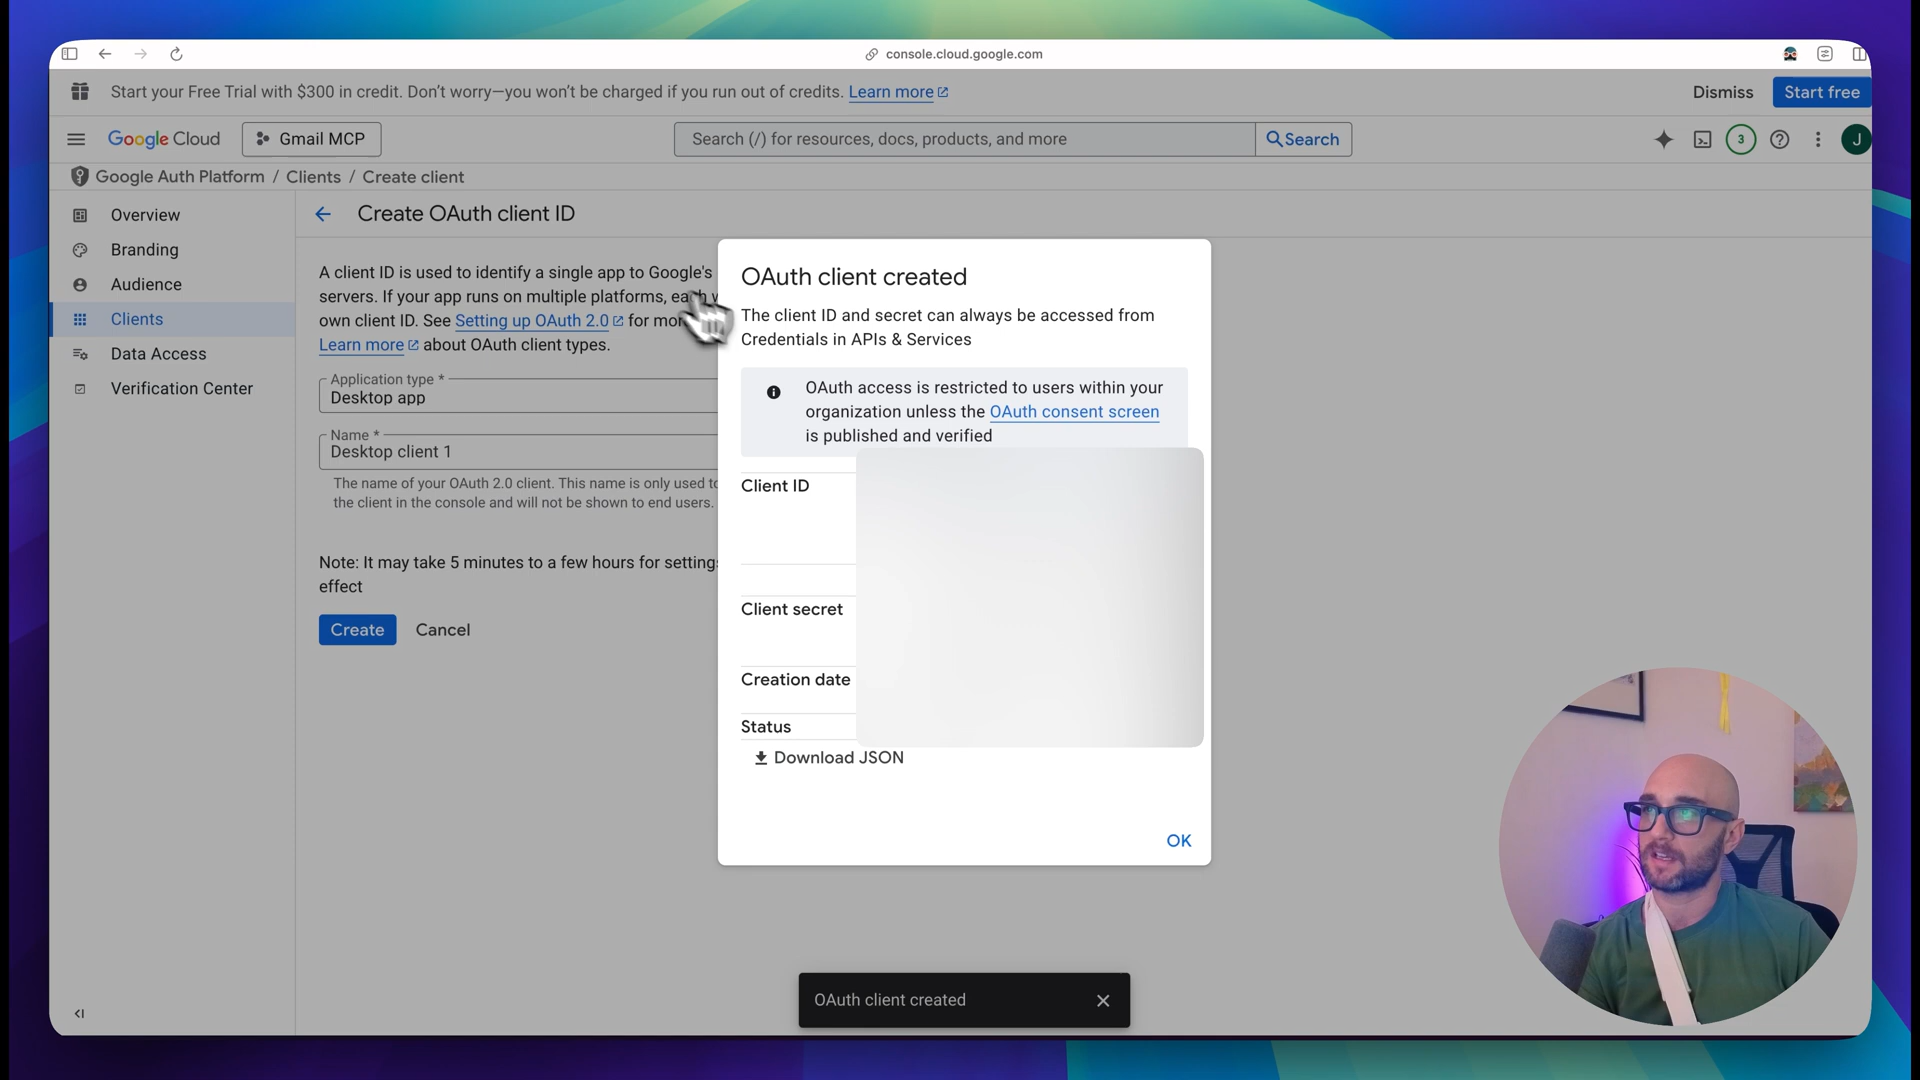 console.cloud.google.com
Start your Free Trial with $300 in credit. Don't worry—you won't be charged if you run out of credits. Learn more
Dismiss
Start free
Google Cloud
Gmail MCP
Search (/) for resources, docs, products, and more
Search
3
J
Google Auth Platform / Clients / Create client
Overview
Branding
Audience
Clients
Data Access
Verification Center
Create OAuth client ID
A client ID is used to identify a single app to Google's
servers. If your app runs on multiple platforms, each w
own client ID. See Setting up OAuth 2.0 for mor
Learn more about OAuth client types.
Application type *
Desktop app
Name *
Desktop client 1
The name of your OAuth 2.0 client. This name is only used to
the client in the console and will not be shown to end users.
Note: It may take 5 minutes to a few hours for settings
effect
Create
Cancel
OAuth client created
The client ID and secret can always be accessed from
Credentials in APIs & Services
OAuth access is restricted to users within your
organization unless the OAuth consent screen
is published and verified
Client ID
Client secret
Creation date
Status
Download JSON
OK
OAuth client created